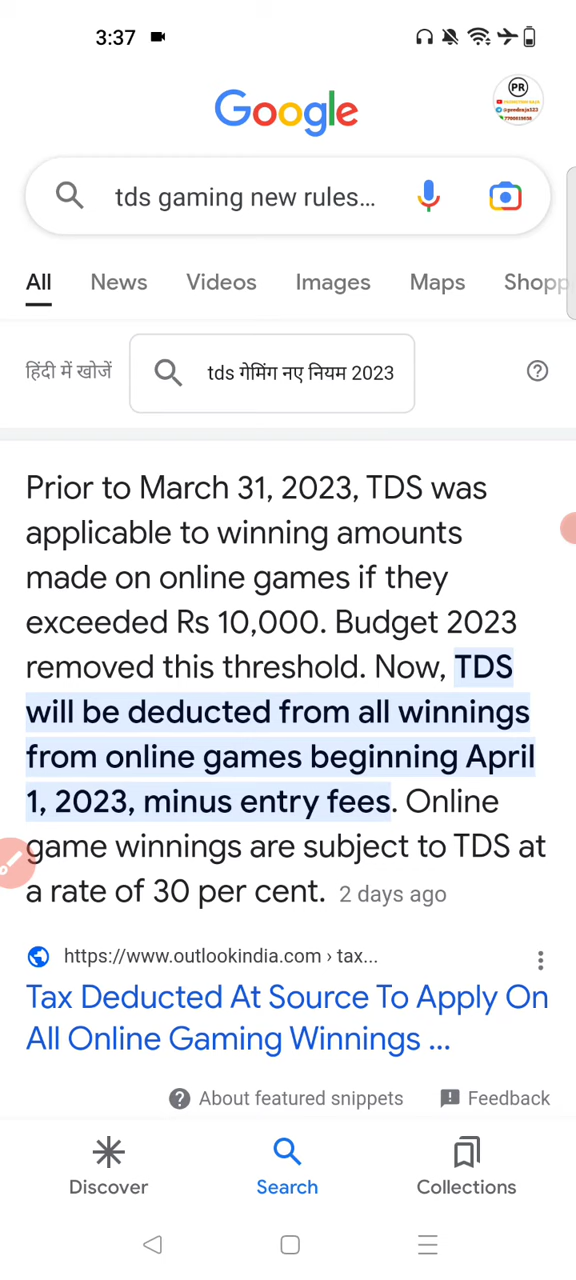 3:37
Google
PR
tds gaming new rules...
All News Videos Images Maps Shopp
हिंदी में खोजें
tds गेमिंग नए नियम 2023
Prior to March 31, 2023, TDS was
applicable to winning amounts
made on online games if they
exceeded Rs 10,000. Budget 2023
removed this threshold. Now, TDS
will be deducted from all winnings
from online games beginning April
1, 2023, minus entry fees. Online
game winnings are subject to TDS at
a rate of 30 per cent. 2 days ago
https://www.outlookindia.com › tax...
Tax Deducted At Source To Apply On
All Online Gaming Winnings ...
About featured snippets Feedback
Discover Search Collections